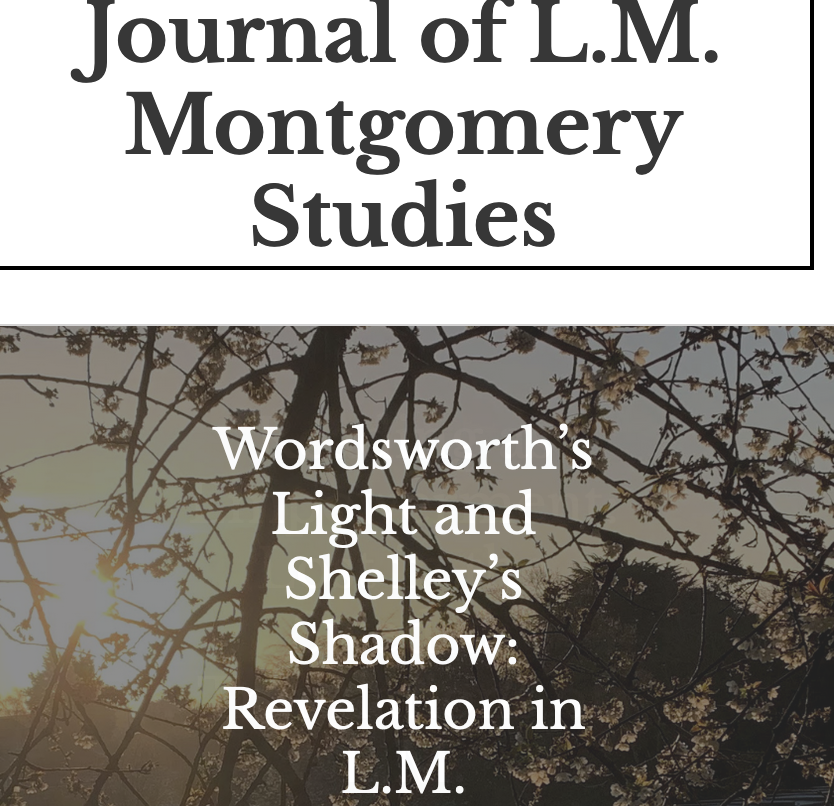 Journal of L.M.
Montgomery
Studies
Wordsworth’s
Light and
Shelley’s
Shadow:
Revelation in
L.M.